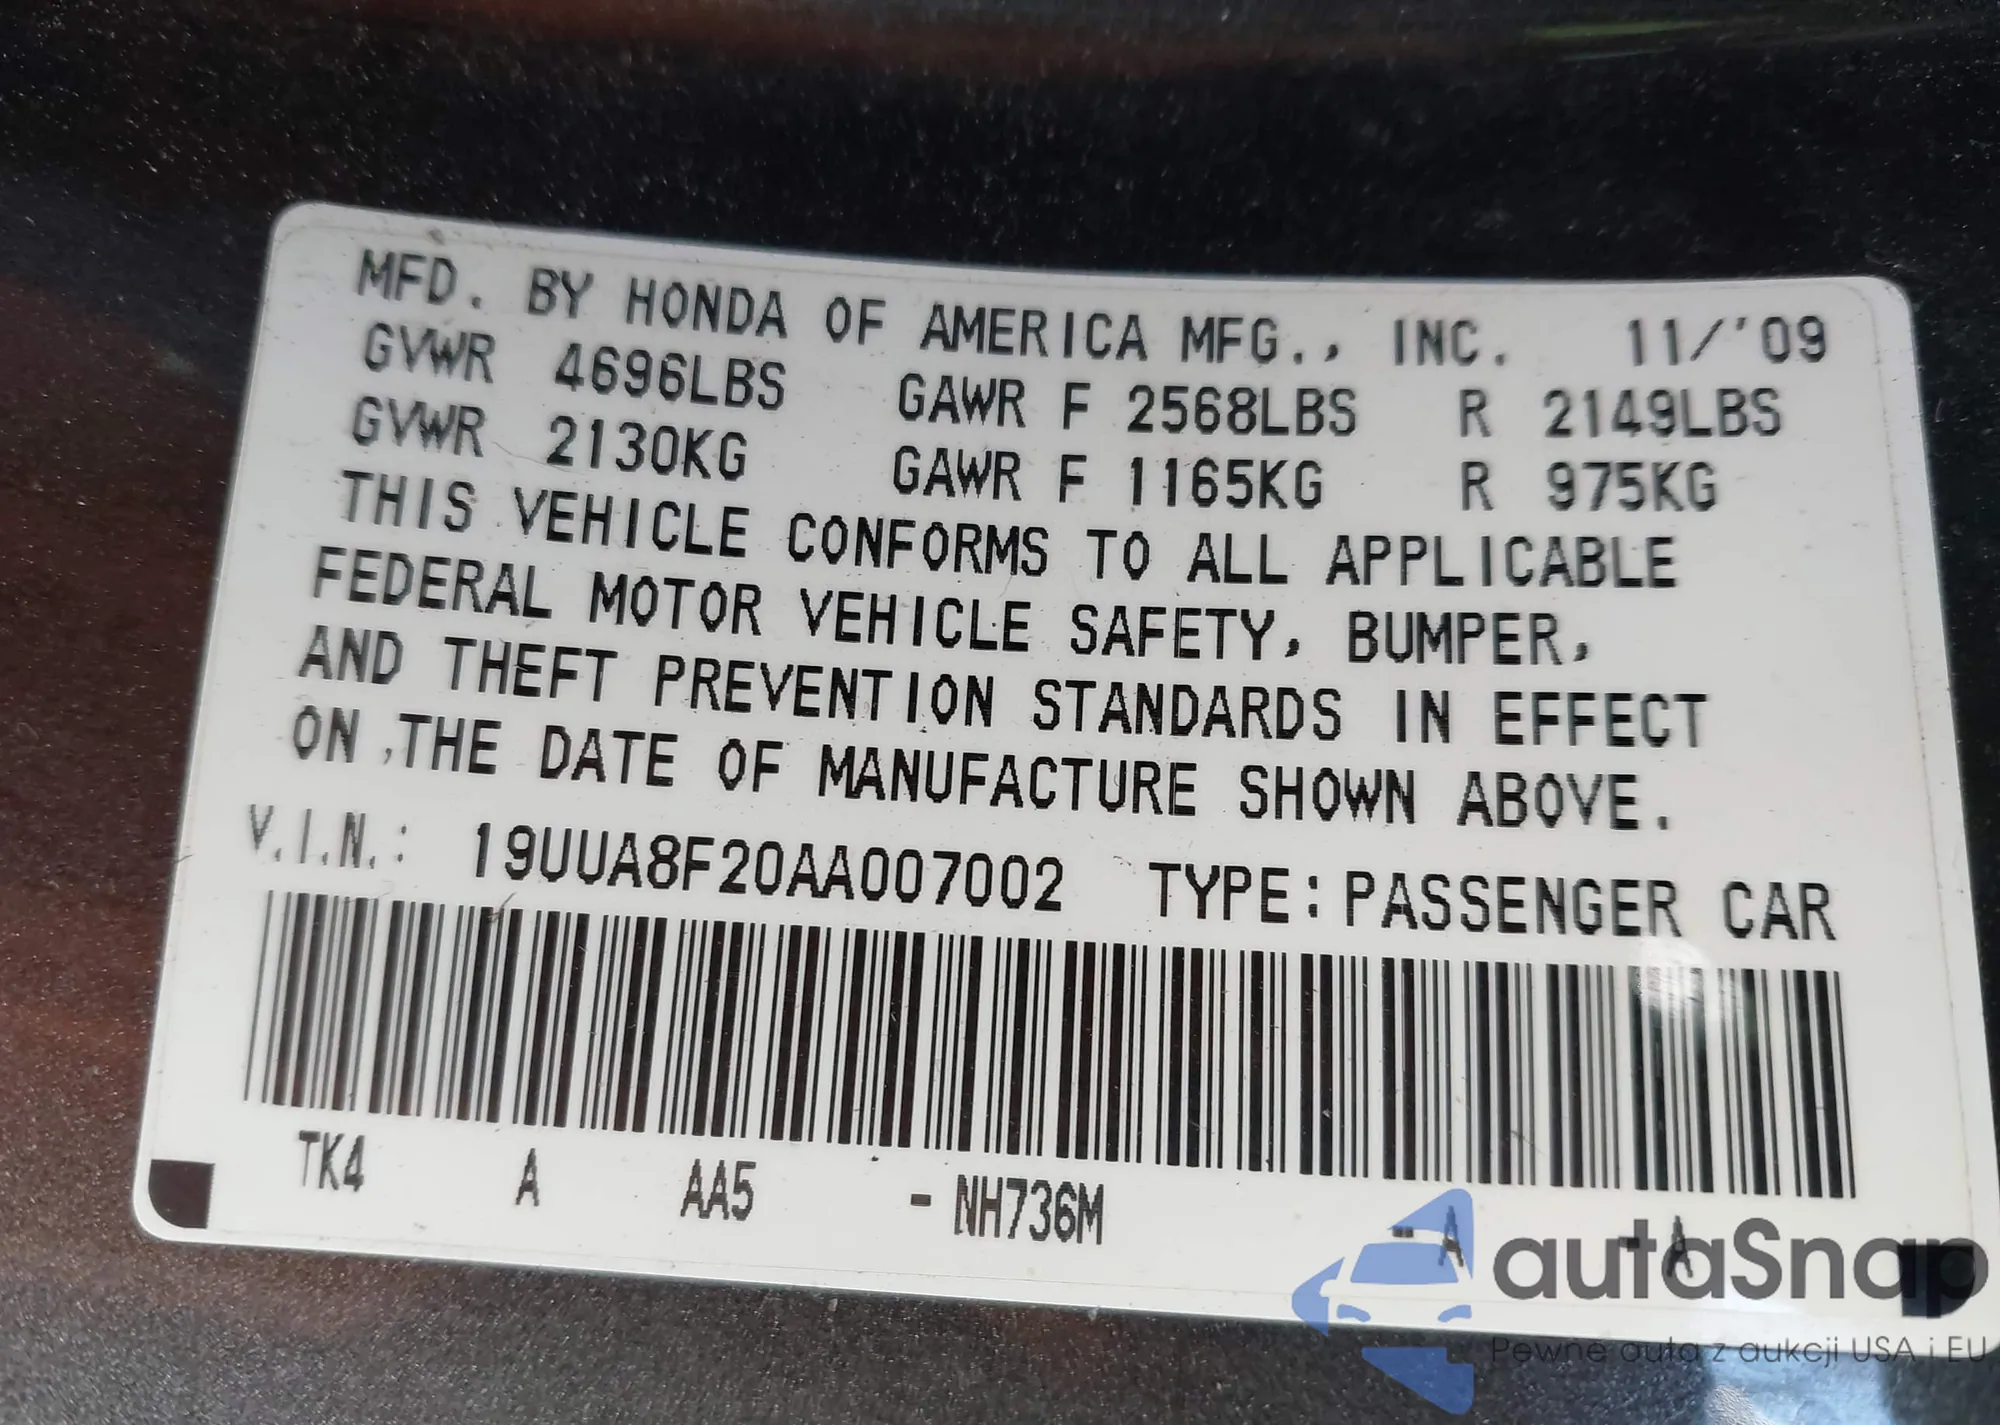 MFD. BY HONDA OF AMERICA MFG., INC. 11/'09
GVWR 4696LBS GAWR F 2568LBS R 2149LBS
GVWR 2130KG GAWR F 1165KG R 975KG
THIS VEHICLE CONFORMS TO ALL APPLICABLE
FEDERAL MOTOR VEHICLE SAFETY, BUMPER,
AND THEFT PREVENTION STANDARDS IN EFFECT
ON THE DATE OF MANUFACTURE SHOWN ABOVE.
V.I.N.: 19UUA8F20AA007002 TYPE: PASSENGER CAR
TK4 A AA5 - NH736M - A - A
autaSnap
Pewne auta z aukcji USA i EU